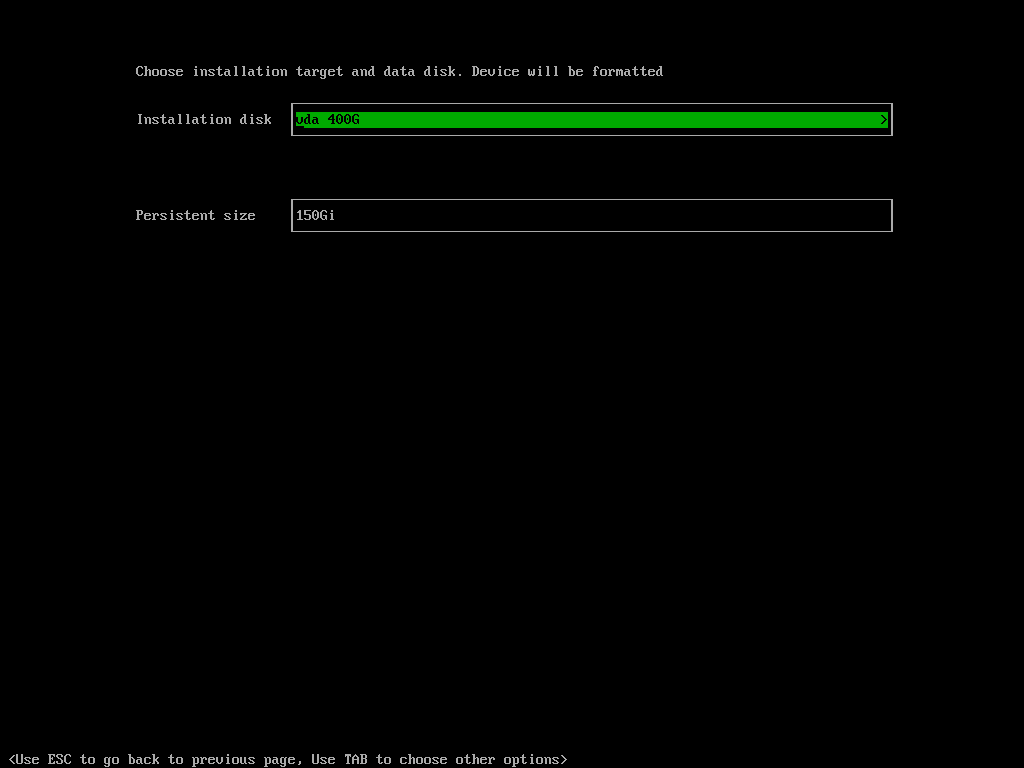 Choose installation target and data disk. Device will be formatted
Installation disk vda 400G >
Persistent size 150Gi
<Use ESC to go back to previous page, Use TAB to choose other options>